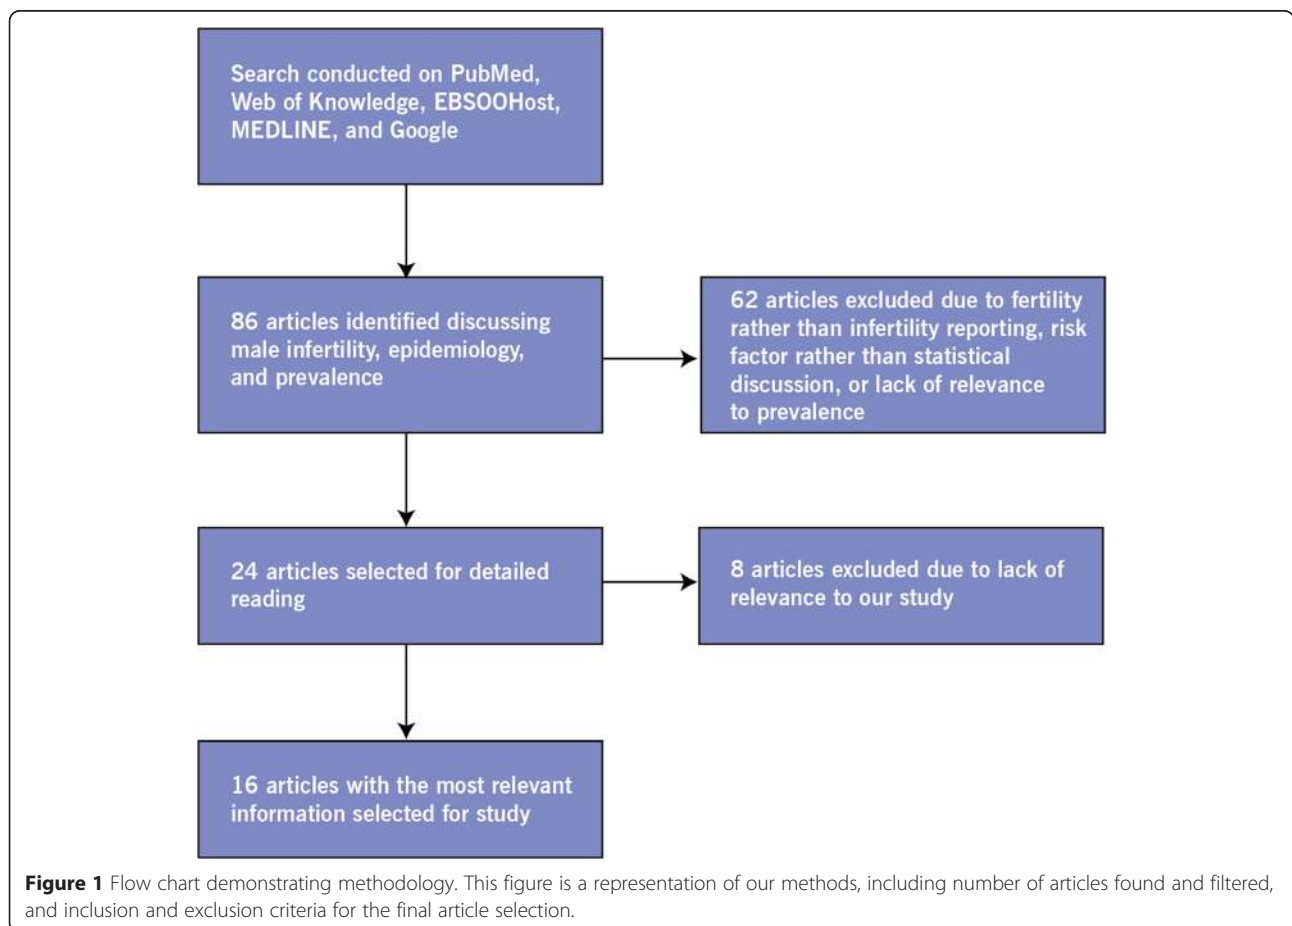 Search conducted on PubMed,
Web of Knowledge, EBSOOHost,
MEDLINE, and Google
86 articles identified discussing
male infertility, epidemiology,
and prevalence
62 articles excluded due to fertility
rather than infertility reporting, risk
factor rather than statistical
discussion, or lack of relevance
to prevalence
24 articles selected for detailed
reading
8 articles excluded due to lack of
relevance to our study
16 articles with the most relevant
information selected for study
Figure 1 Flow chart demonstrating methodology. This figure is a representation of our methods, including number of articles found and filtered,
and inclusion and exclusion criteria for the final article selection.